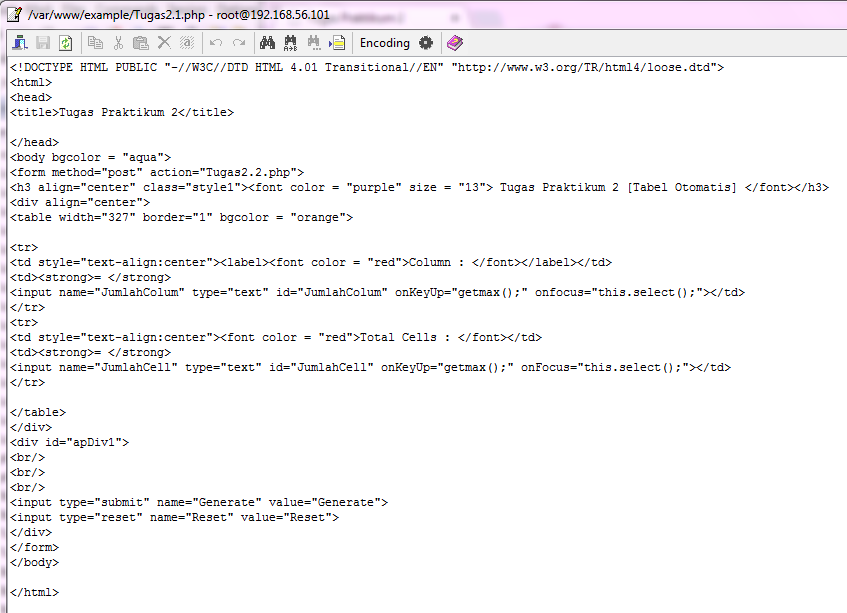 /var/www/example/Tugas2.1.php - root@192.168.56.101
Encoding
<!DOCTYPE HTML PUBLIC "-//W3C//DTD HTML 4.01 Transitional//EN" "http://www.w3.org/TR/html4/loose.dtd">
<html>
<head>
<title>Tugas Praktikum 2</title>
</head>
<body bgcolor = "aqua">
<form method="post" action="Tugas2.2.php">
<h3 align="center" class="style1"><font color = "purple" size = "13"> Tugas Praktikum 2 [Tabel Otomatis] </font></h3>
<div align="center">
<table width="327" border="1" bgcolor = "orange">
<tr>
<td style="text-align:center"><label><font color = "red">Column : </font></label></td>
<td><strong>= </strong>
<input name="JumlahColum" type="text" id="JumlahColum" onKeyUp="getmax();" onfocus="this.select();"></td>
</tr>
<tr>
<td style="text-align:center"><font color = "red">Total Cells : </font></td>
<td><strong>= </strong>
<input name="JumlahCell" type="text" id="JumlahCell" onKeyUp="getmax();" onFocus="this.select();"></td>
</tr>
</table>
</div>
<div id="apDiv1">
<br/>
<br/>
<br/>
<input type="submit" name="Generate" value="Generate">
<input type="reset" name="Reset" value="Reset">
</div>
</form>
</body>
</html>